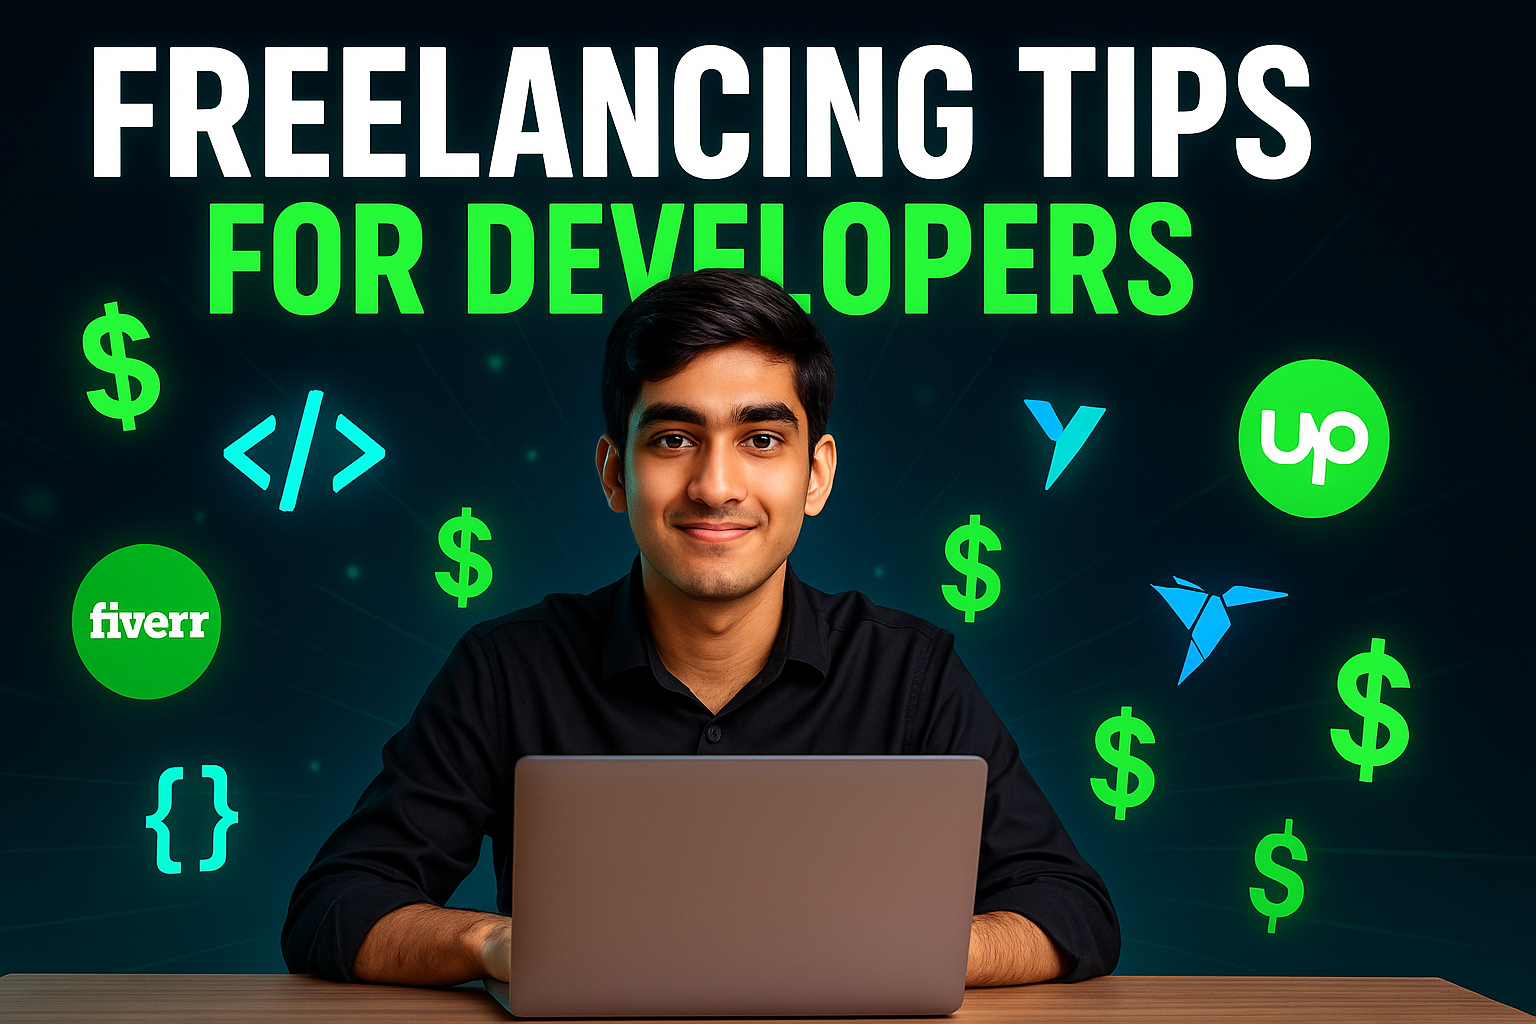 FREELANCING TIPS
FOR DEVELOPERS
$
</>
$
$
up
fiverr
$
$
{}
$